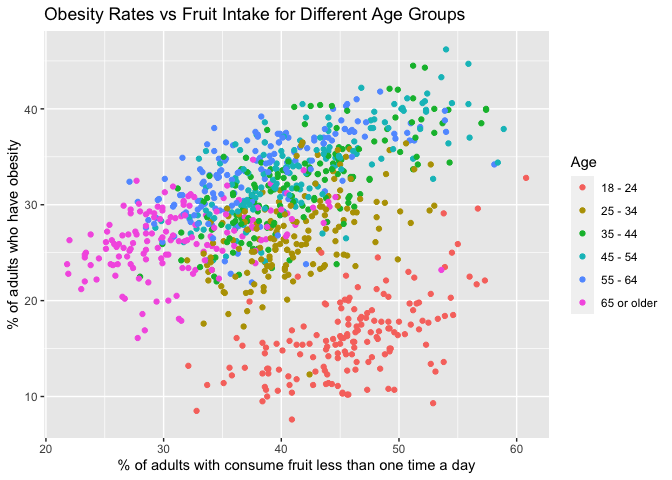 Obesity Rates vs Fruit Intake for Different Age Groups
% of adults who have obesity
40
30
20
10
20
30
40
50
60
% of adults with consume fruit less than one time a day
Age
18 - 24
25 - 34
35 - 44
45 - 54
55 - 64
65 or older